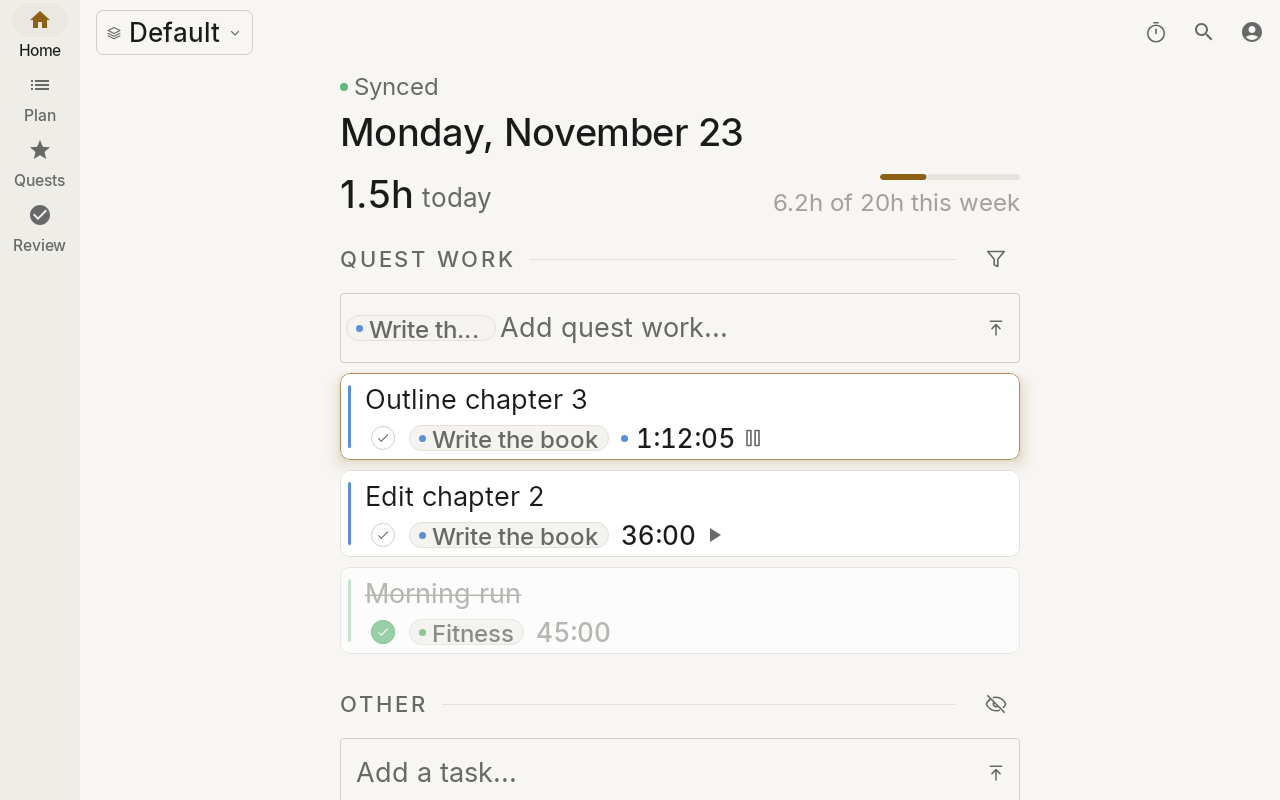 Home
Plan
Quests
Review
Default
Synced
Monday, November 23
1.5h today
6.2h of 20h this week
QUEST WORK
Write th... Add quest work...
Outline chapter 3
Write the book 1:12:05
Edit chapter 2
Write the book 36:00
Morning run
Fitness 45:00
OTHER
Add a task...